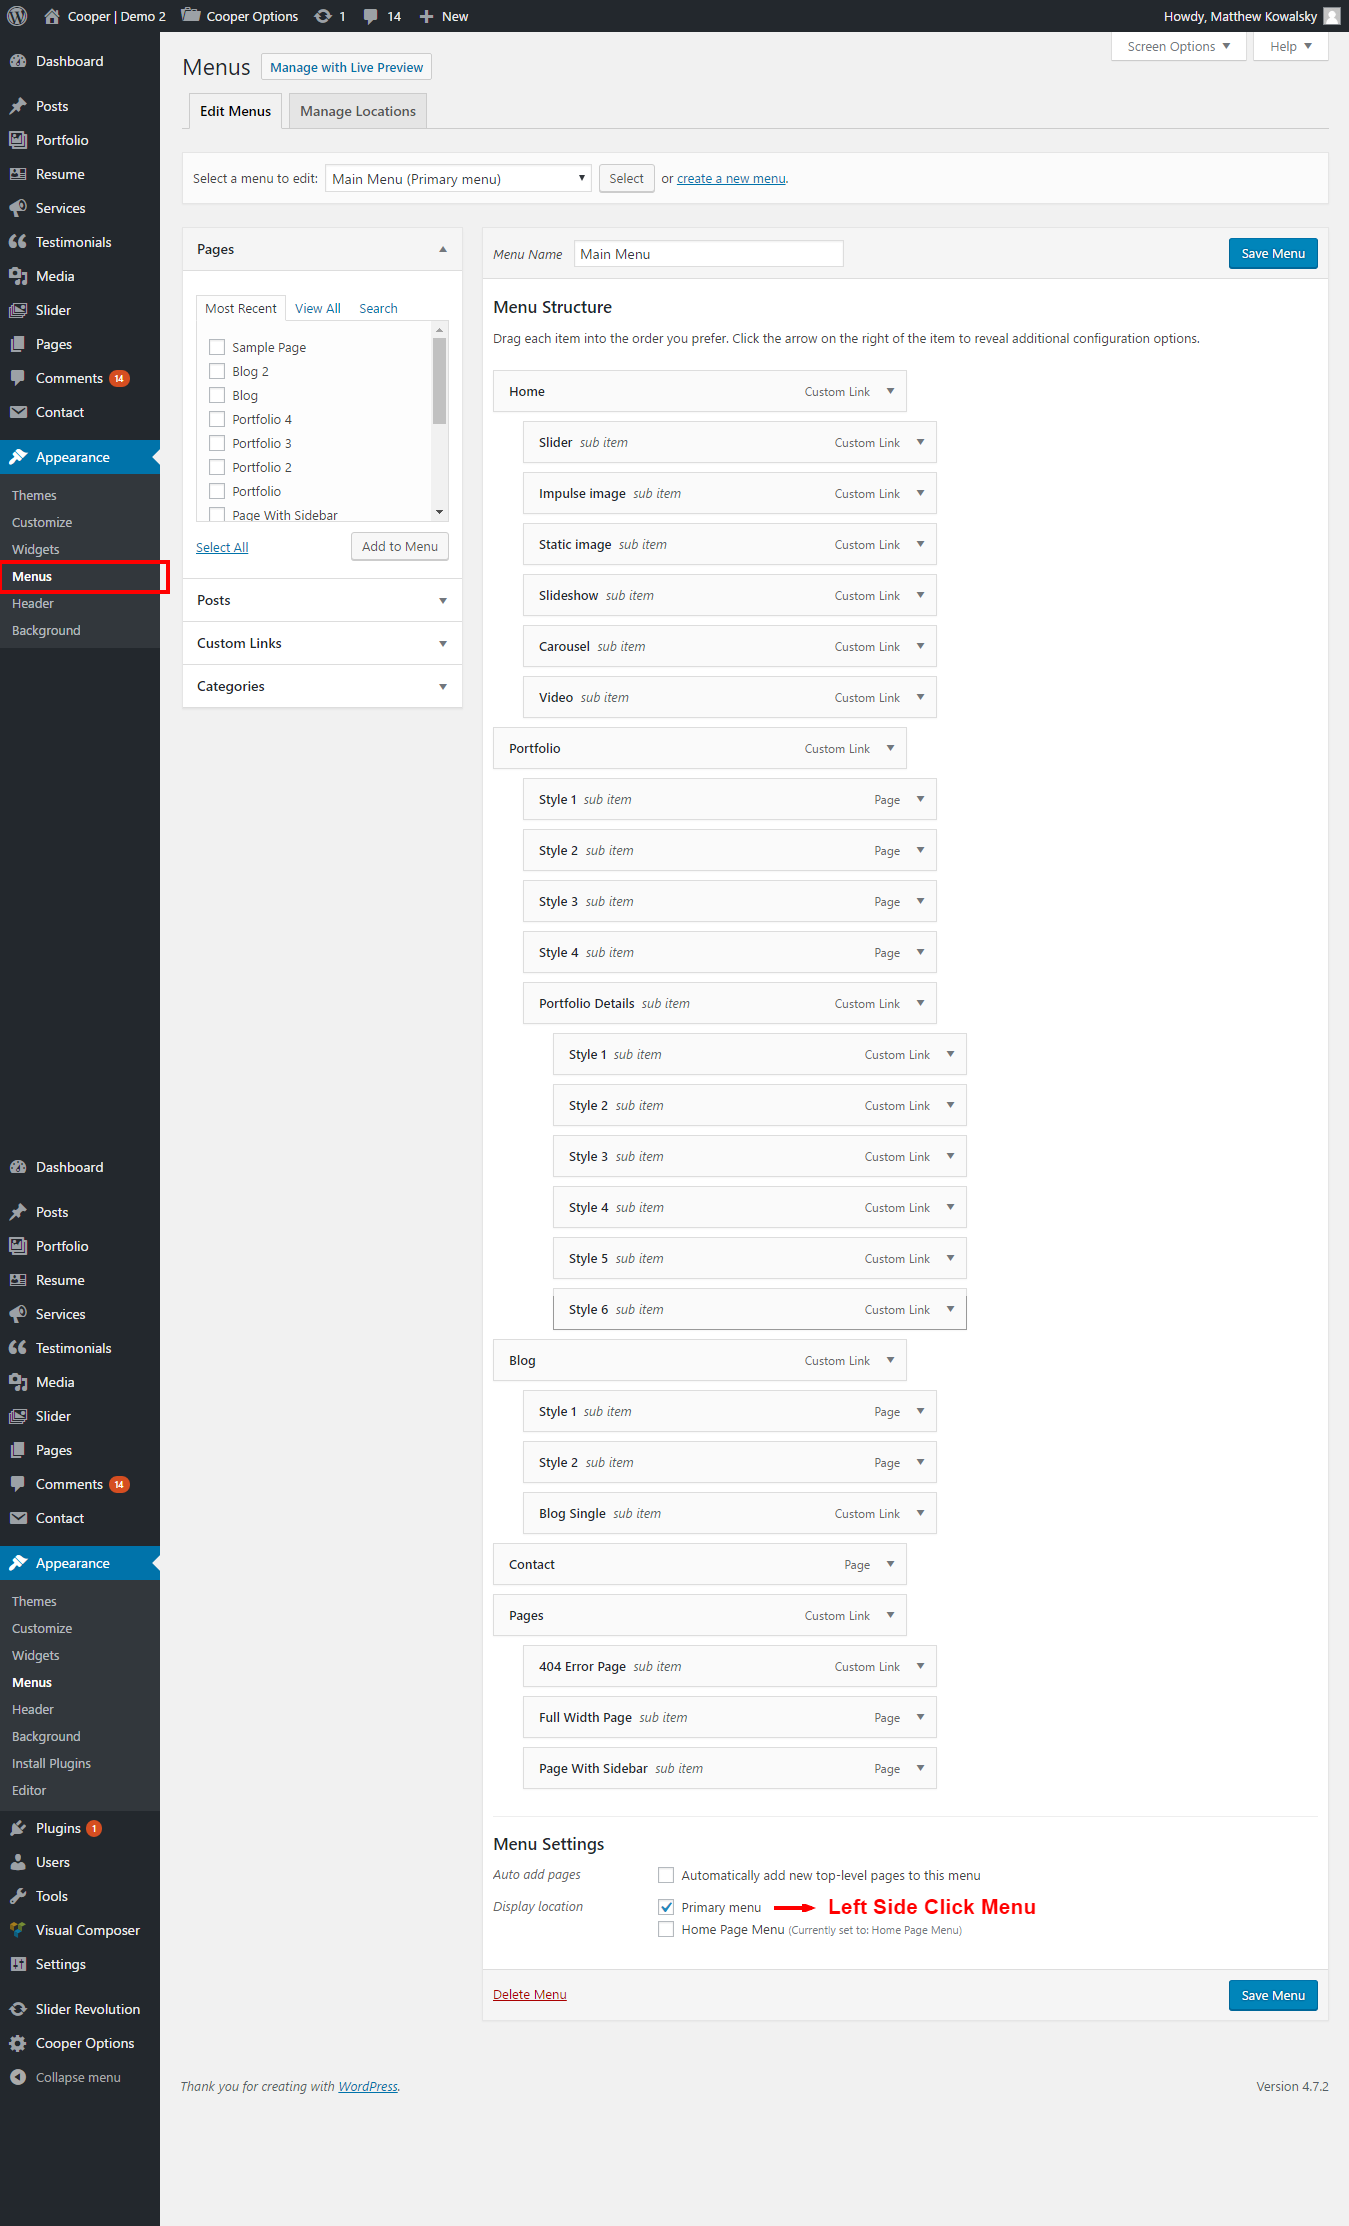 Cooper | Demo 2 Cooper Options 1 14 New Howdy, Matthew Kowalsky
Dashboard
Posts
Portfolio
Resume
Services
Testimonials
Media
Slider
Pages
Comments 14
Contact
Appearance
Themes
Customize
Widgets
Menus
Header
Background
Dashboard
Posts
Portfolio
Resume
Services
Testimonials
Media
Slider
Pages
Comments 14
Contact
Appearance
Themes
Customize
Widgets
Menus
Header
Background
Install Plugins
Editor
Plugins 1
Users
Tools
Visual Composer
Settings
Slider Revolution
Cooper Options
Collapse menu
Screen Options Help
Menus Manage with Live Preview
Edit Menus Manage Locations
Select a menu to edit: Main Menu (Primary menu) Select or create a new menu.
Pages
Most Recent View All Search
Sample Page
Blog 2
Blog
Portfolio 4
Portfolio 3
Portfolio 2
Portfolio
Page With Sidebar
Select All Add to Menu
Posts
Custom Links
Categories
Menu Name Main Menu Save Menu
Menu Structure
Drag each item into the order you prefer. Click the arrow on the right of the item to reveal additional configuration options.
Home Custom Link
Slider sub item Custom Link
Impulse image sub item Custom Link
Static image sub item Custom Link
Slideshow sub item Custom Link
Carousel sub item Custom Link
Video sub item Custom Link
Portfolio Custom Link
Style 1 sub item Page
Style 2 sub item Page
Style 3 sub item Page
Style 4 sub item Page
Portfolio Details sub item Custom Link
Style 1 sub item Custom Link
Style 2 sub item Custom Link
Style 3 sub item Custom Link
Style 4 sub item Custom Link
Style 5 sub item Custom Link
Style 6 sub item Custom Link
Blog Custom Link
Style 1 sub item Page
Style 2 sub item Page
Blog Single sub item Custom Link
Contact Page
Pages Custom Link
404 Error Page sub item Custom Link
Full Width Page sub item Page
Page With Sidebar sub item Page
Menu Settings
Auto add pages Automatically add new top-level pages to this menu
Display location Primary menu Left Side Click Menu
Home Page Menu (Currently set to: Home Page Menu)
Delete Menu Save Menu
Thank you for creating with WordPress. Version 4.7.2